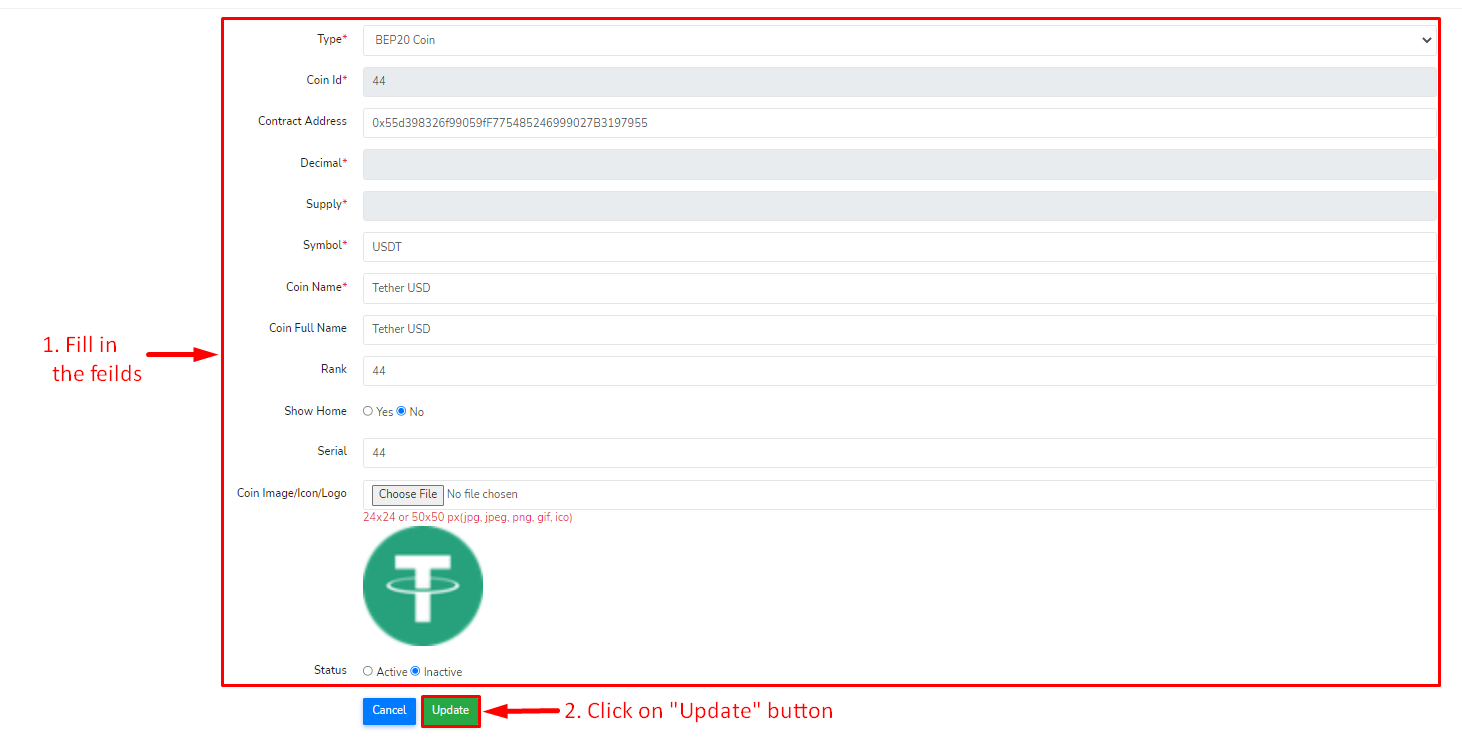 Type*
BEP20 Coin
Coin Id*
44
Contract Address
0x55d398326f99059fF775485246999027B3197955
Decimal*
Supply*
Symbol*
USDT
Coin Name*
Tether USD
Coin Full Name
Tether USD
1. Fill in
the feilds
Rank
44
Show Home
Yes No
Serial
44
Coin Image/Icon/Logo
Choose File No file chosen
24x24 or 50x50 px(jpg, jpeg, png, gif, ico)
Status
Active Inactive
Cancel
Update
2. Click on "Update" button